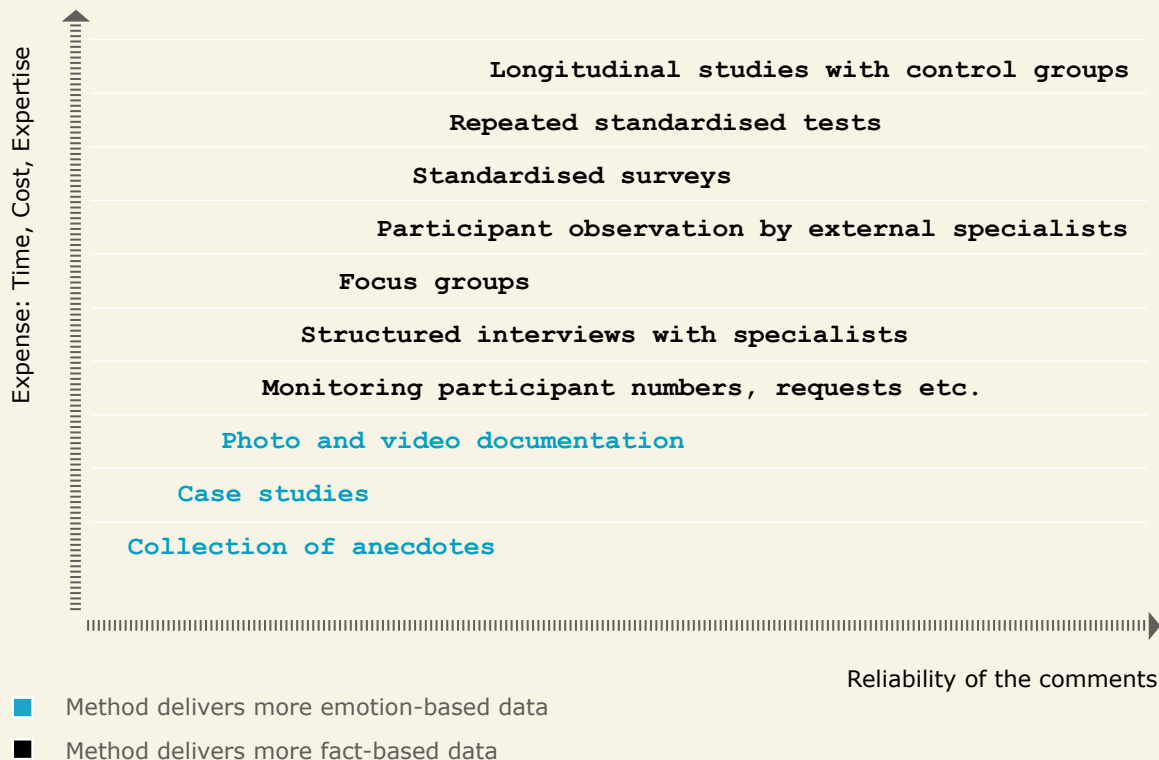 Expense: Time, Cost, Expertise
Longitudinal studies with control groups
Repeated standardised tests
Standardised surveys
Participant observation by external specialists
Focus groups
Structured interviews with specialists
Monitoring participant numbers, requests etc.
Photo and video documentation
Case studies
Collection of anecdotes
Reliability of the comments
Method delivers more emotion-based data
Method delivers more fact-based data